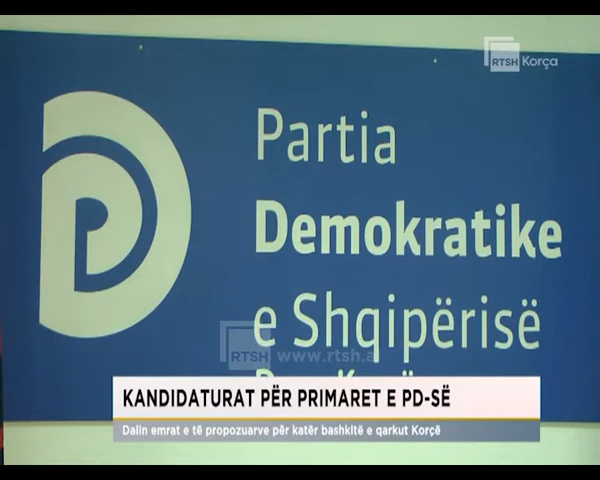 RTSH Korça
Partia
Demokratike
e Shqipërisë
RTSH www.rtsh.a
KANDIDATURAT PËR PRIMARET E PD-SË
Dalin emrat e të propozuarve për katër bashkitë e qarkut Korçë